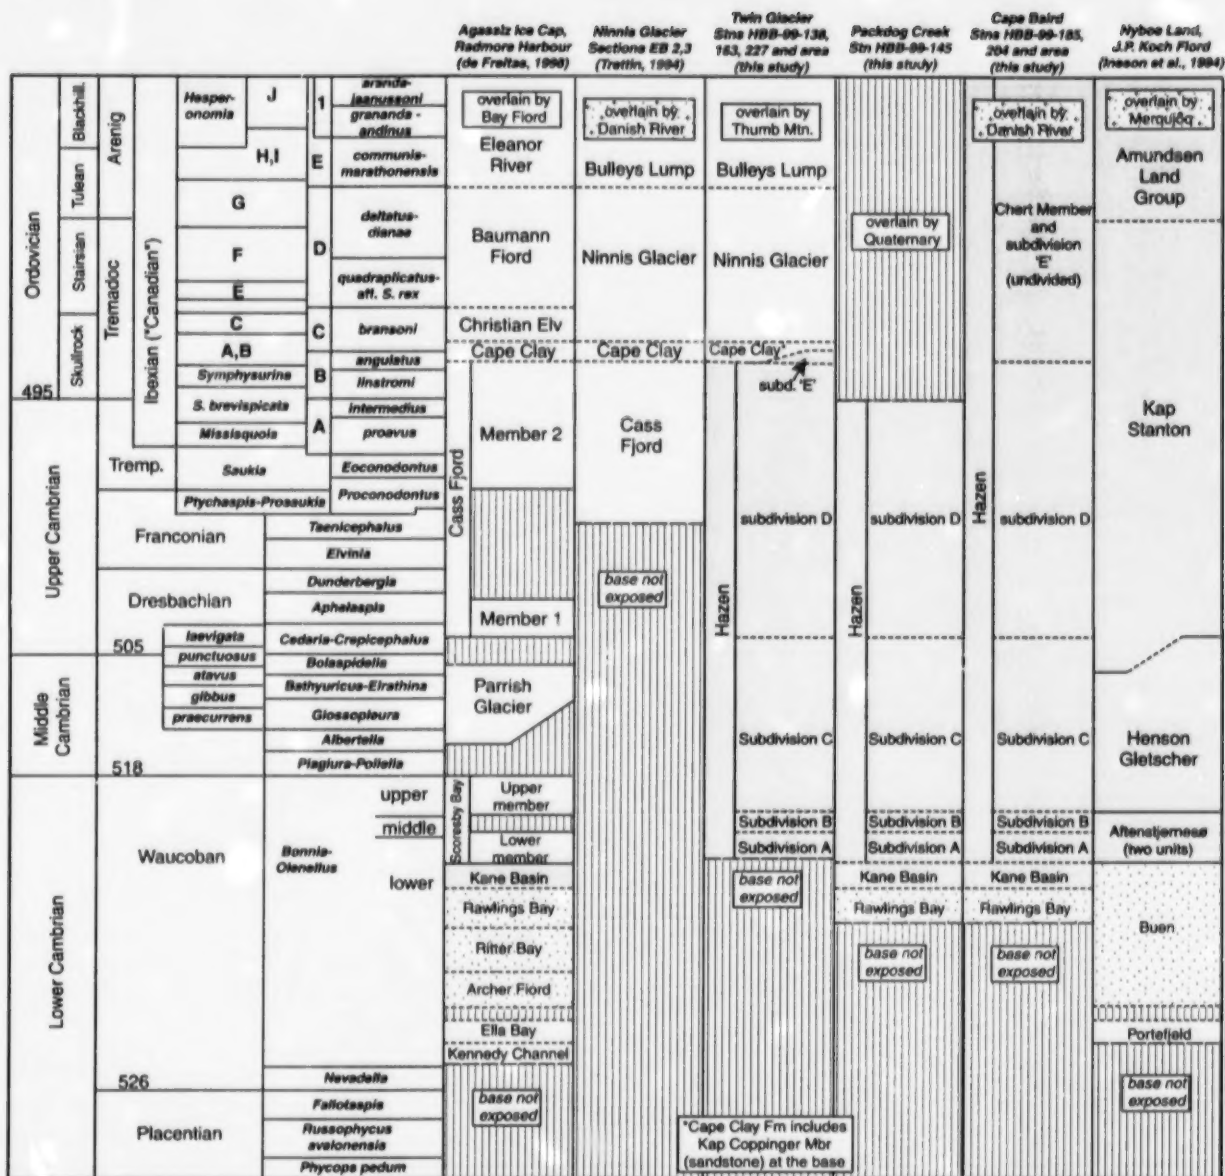 Agassiz Ice Cap,
Radmore Harbour
(de Freitas, 1998)
Ninnis Glacier
Sections EB 2,3
(Trettin, 1994)
Twin Glacier
Stns HBB-99-138,
163, 227 and area
(this study)
Packdog Creek
Stn HBB-99-145
(this study)
Cape Baird
Stns HBB-99-185,
204 and area
(this study)
Nyboe Land,
J.P. Koch Fiord
(Ineson et al., 1994)
Ordovician
Upper Cambrian
Middle
Cambrian
Lower Cambrian
Blackhill.
Tulean
Stairsian
Skullrock
495
505
518
526
Arenig
Tremadoc
Ibexian ("Canadian")
Tremp.
Franconian
Dresbachian
Waucoban
Placentian
Hesper-
onomia
J
H,I
G
F
E
C
A,B
Symphysurina
S. brevispicata
Missisquoia
Saukia
Ptychaspis-Prosaukia
Taenicephalus
Elvinia
Dunderbergia
Aphelaspis
Cedaria-Crepicephalus
Bolaspidella
Bathyuricus-Elrathina
Glossopleura
Albertella
Plagiura-Poliella
laevigata
punctuosus
atavus
gibbus
praecurrens
Bonnia-
Olenellus
upper
middle
lower
Nevadella
Fallotaspis
Russophycus
avalonensis
Phycops pedum
1
E
D
C
B
A
aranda-
jaanussoni
grananda -
andinus
communis-
marathonensis
deltatus-
dianae
quadraplicatus-
aff. S. rex
bransoni
angulatus
linstromi
intermedius
proavus
Eoconodontus
Proconodontus
overlain by
Bay Fiord
Eleanor
River
Baumann
Fiord
Christian Elv
Cape Clay
Cass Fjord
Member 2
Member 1
Parrish
Glacier
Scoresby Bay
Upper
member
Lower
member
Kane Basin
Rawlings Bay
Ritter Bay
Archer Fiord
Ella Bay
Kennedy Channel
base not
exposed
overlain by
Danish River
Bulleys Lump
Ninnis Glacier
Cape Clay
Cass
Fjord
base not
exposed
overlain by
Thumb Mtn.
Bulleys Lump
Ninnis Glacier
Cape Clay*
subd. 'E'
Hazen
subdivision D
Subdivision C
Subdivision B
Subdivision A
base not
exposed
*Cape Clay Fm includes
Kap Coppinger Mbr
(sandstone) at the base
overlain by
Quaternary
Hazen
subdivision D
Subdivision C
Subdivision B
Subdivision A
Kane Basin
Rawlings Bay
base not
exposed
overlain by
Danish River
Chert Member
and
subdivision
'E'
(undivided)
Hazen
subdivision D
Subdivision C
Subdivision B
Subdivision A
Kane Basin
Rawlings Bay
base not
exposed
overlain by
Merqujôq
Amundsen
Land
Group
Kap
Stanton
Henson
Gletscher
Aftenstjernesø
(two units)
Buen
Portefjeld
base not
exposed